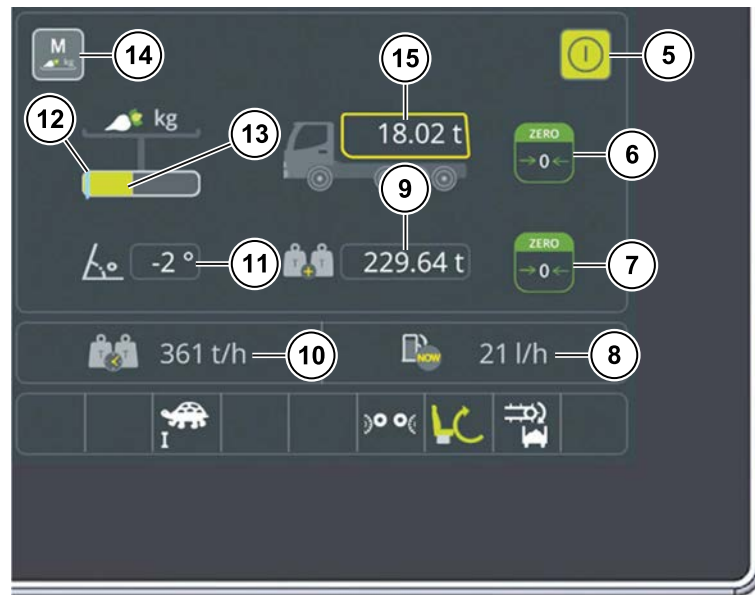 M
kg
14
15
5
12
kg
13
18.02 t
ZERO
→0←
6
9
-2 °
11
T + T
229.64 t
ZERO
→0←
7
T T
361 t/h
10
NOW
21 l/h
8
I